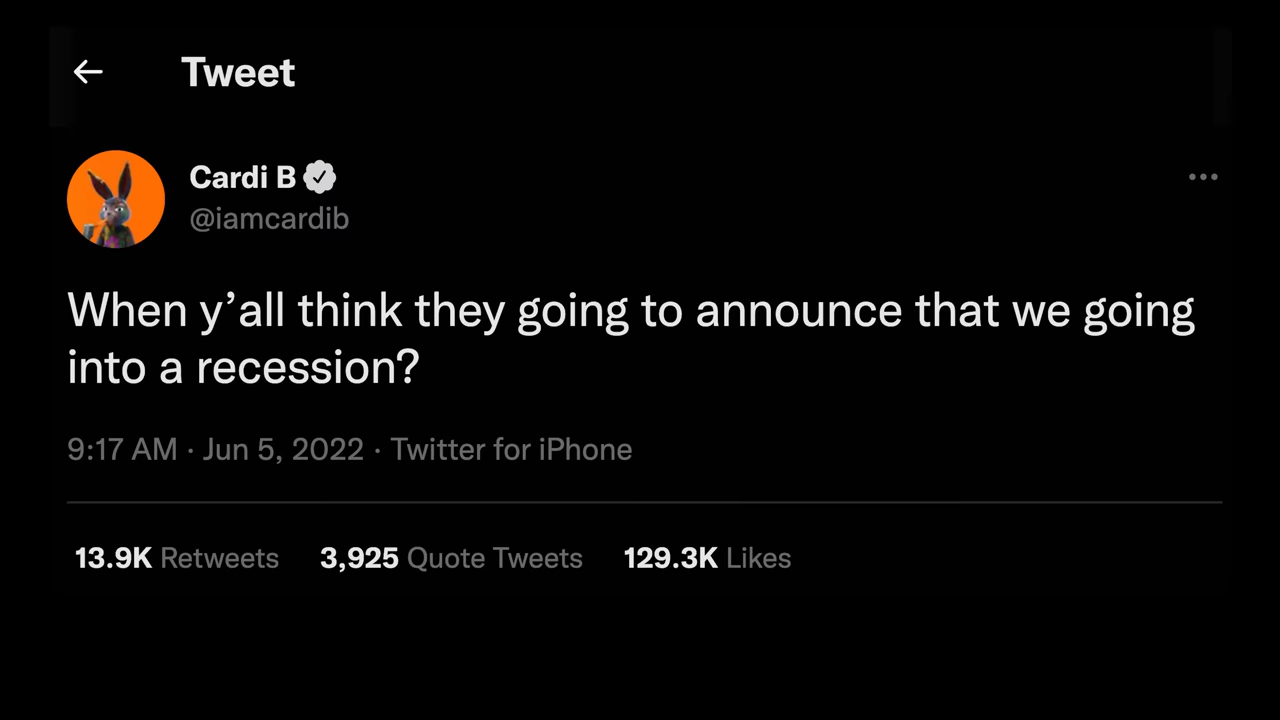 Tweet
Cardi B
@iamcardib
When y’all think they going to announce that we going
into a recession?
9:17 AM · Jun 5, 2022 · Twitter for iPhone
13.9K Retweets 3,925 Quote Tweets 129.3K Likes